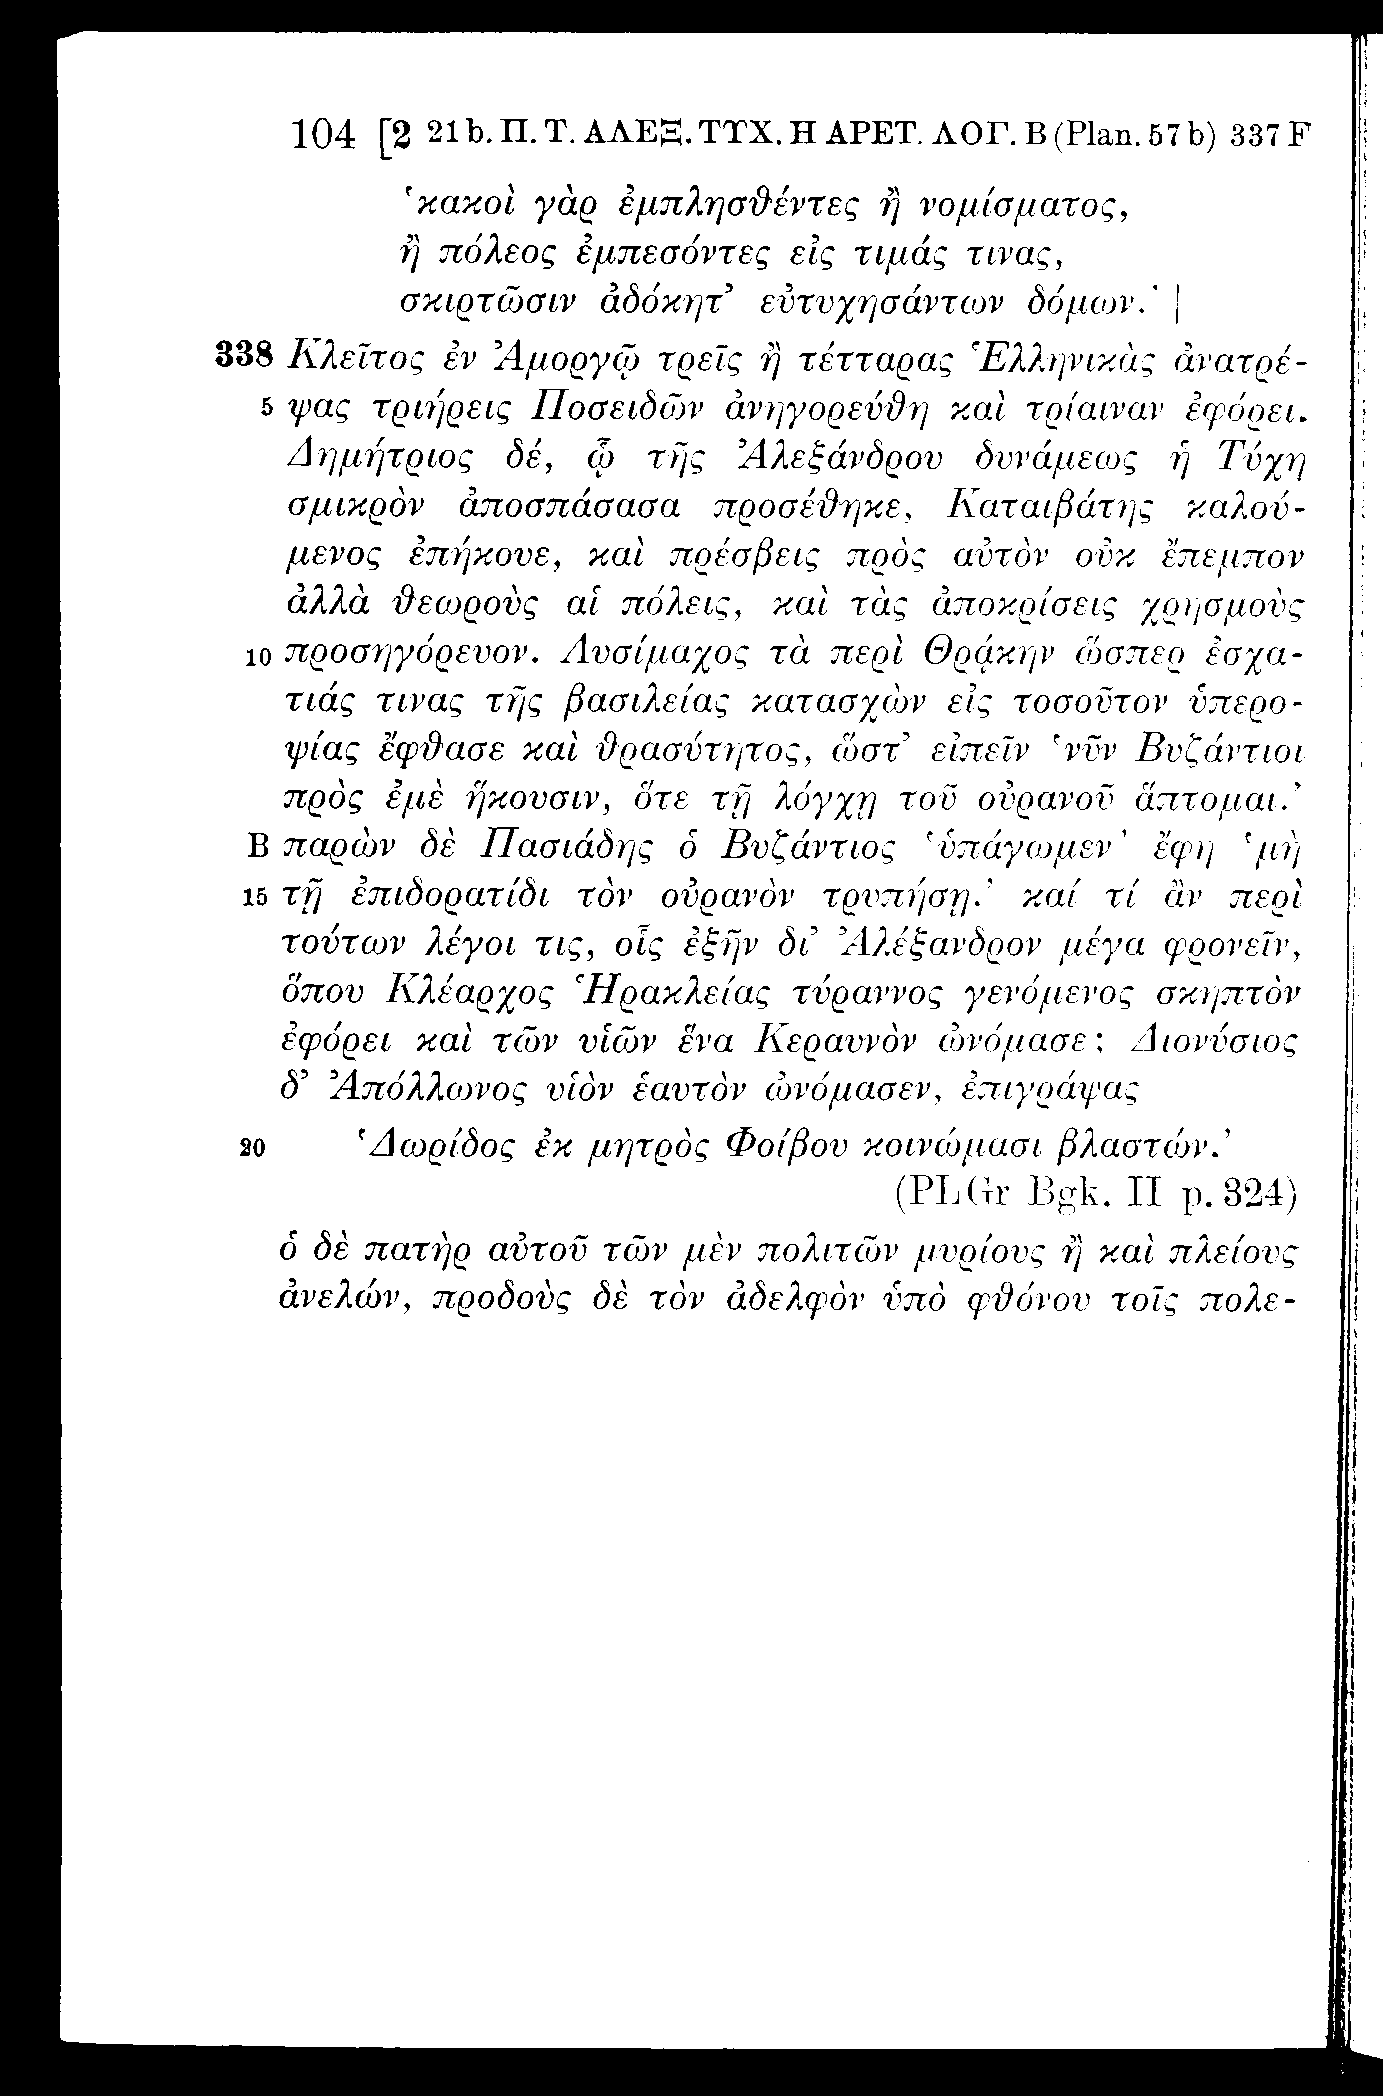 104 [2 21b. Π. Τ. ΑΛΕΞ. ΤΥΧ. Η ΑΡΕΤ. ΛΟΓ. Β (Plan. 57b) 337 F
‛κακοὶ γὰρ ἐμπλησθέντες ἢ νομίσματος,
ἢ πόλεος ἐμπεσόντες εἰς τιμάς τινας,
σκιρτῶσιν ἀδόκητ’ εὐτυχησάντων δόμων.’ |
338 Κλεῖτος ἐν Ἀμοργῷ τρεῖς ἢ τέτταρας Ἑλληνικὰς ἀνατρέ-
5 ψας τριήρεις Ποσειδῶν ἀνηγορεύθη καὶ τρίαιναν ἐφόρει.
Δημήτριος δέ, ᾧ τῆς Ἀλεξάνδρου δυνάμεως ἡ Τύχη
σμικρὸν ἀποσπάσασα προσέθηκε, Καταιβάτης καλού-
μενος ἐπήκουε, καὶ πρέσβεις πρὸς αὐτὸν οὐκ ἔπεμπον
ἀλλὰ θεωροὺς αἱ πόλεις, καὶ τὰς ἀποκρίσεις χρησμοὺς
10 προσηγόρευον. Λυσίμαχος τὰ περὶ Θρᾴκην ὥσπερ ἐσχα-
τιάς τινας τῆς βασιλείας κατασχὼν εἰς τοσοῦτον ὑπερο-
ψίας ἔφθασε καὶ θρασύτητος, ὥστ’ εἰπεῖν ‛νῦν Βυζάντιοι
πρὸς ἐμὲ ἥκουσιν, ὅτε τῇ λόγχῃ τοῦ οὐρανοῦ ἅπτομαι.’
B παρὼν δὲ Πασιάδης ὁ Βυζάντιος ‛ὑπάγωμεν’ ἔφη ‛μὴ
15 τῇ ἐπιδορατίδι τὸν οὐρανὸν τρυπήσῃ.’ καί τί ἂν περὶ
τούτων λέγοι τις, οἷς ἐξῆν δι’ Ἀλέξανδρον μέγα φρονεῖν,
ὅπου Κλέαρχος Ἡρακλείας τύραννος γενόμενος σκηπτὸν
ἐφόρει καὶ τῶν υἱῶν ἕνα Κεραυνὸν ὠνόμασε; Διονύσιος
δ’ Ἀπόλλωνος υἱὸν ἑαυτὸν ὠνόμασεν, ἐπιγράψας
20 ‛Δωρίδος ἐκ μητρὸς Φοίβου κοινώμασι βλαστών.’
(PLGr Bgk. II p. 324)
ὁ δὲ πατὴρ αὐτοῦ τῶν μὲν πολιτῶν μυρίους ἢ καὶ πλείους
ἀνελών, προδοὺς δὲ τὸν ἀδελφὸν ὑπὸ φθόνου τοῖς πολε-